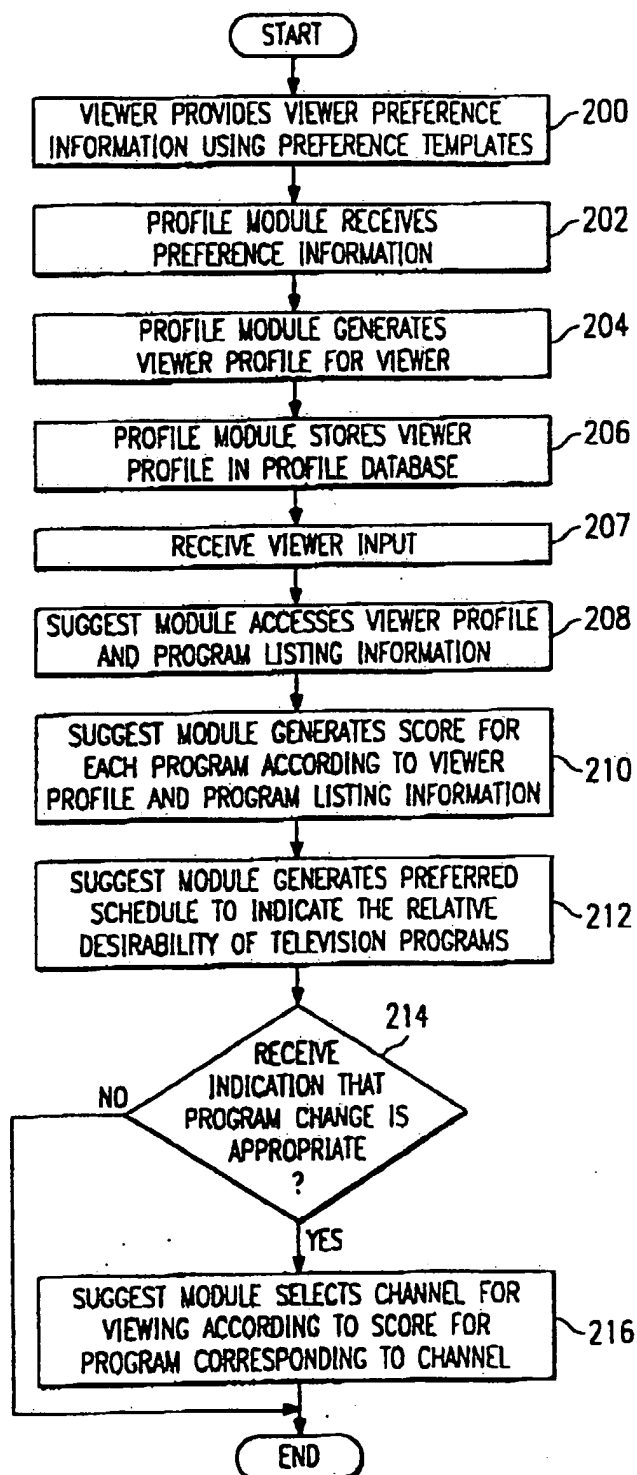 START
VIEWER PROVIDES VIEWER PREFERENCE
INFORMATION USING PREFERENCE TEMPLATES
200
PROFILE MODULE RECEIVES
PREFERENCE INFORMATION
202
PROFILE MODULE GENERATES
VIEWER PROFILE FOR VIEWER
204
PROFILE MODULE STORES VIEWER
PROFILE IN PROFILE DATABASE
206
RECEIVE VIEWER INPUT
207
SUGGEST MODULE ACCESSES VIEWER PROFILE
AND PROGRAM LISTING INFORMATION
208
SUGGEST MODULE GENERATES SCORE FOR
EACH PROGRAM ACCORDING TO VIEWER
PROFILE AND PROGRAM LISTING INFORMATION
210
SUGGEST MODULE GENERATES PREFERRED
SCHEDULE TO INDICATE THE RELATIVE
DESIRABILITY OF TELEVISION PROGRAMS
212
214
RECEIVE
INDICATION THAT
PROGRAM CHANGE IS
APPROPRIATE
?
NO
YES
SUGGEST MODULE SELECTS CHANNEL FOR
VIEWING ACCORDING TO SCORE FOR
PROGRAM CORRESPONDING TO CHANNEL
216
END